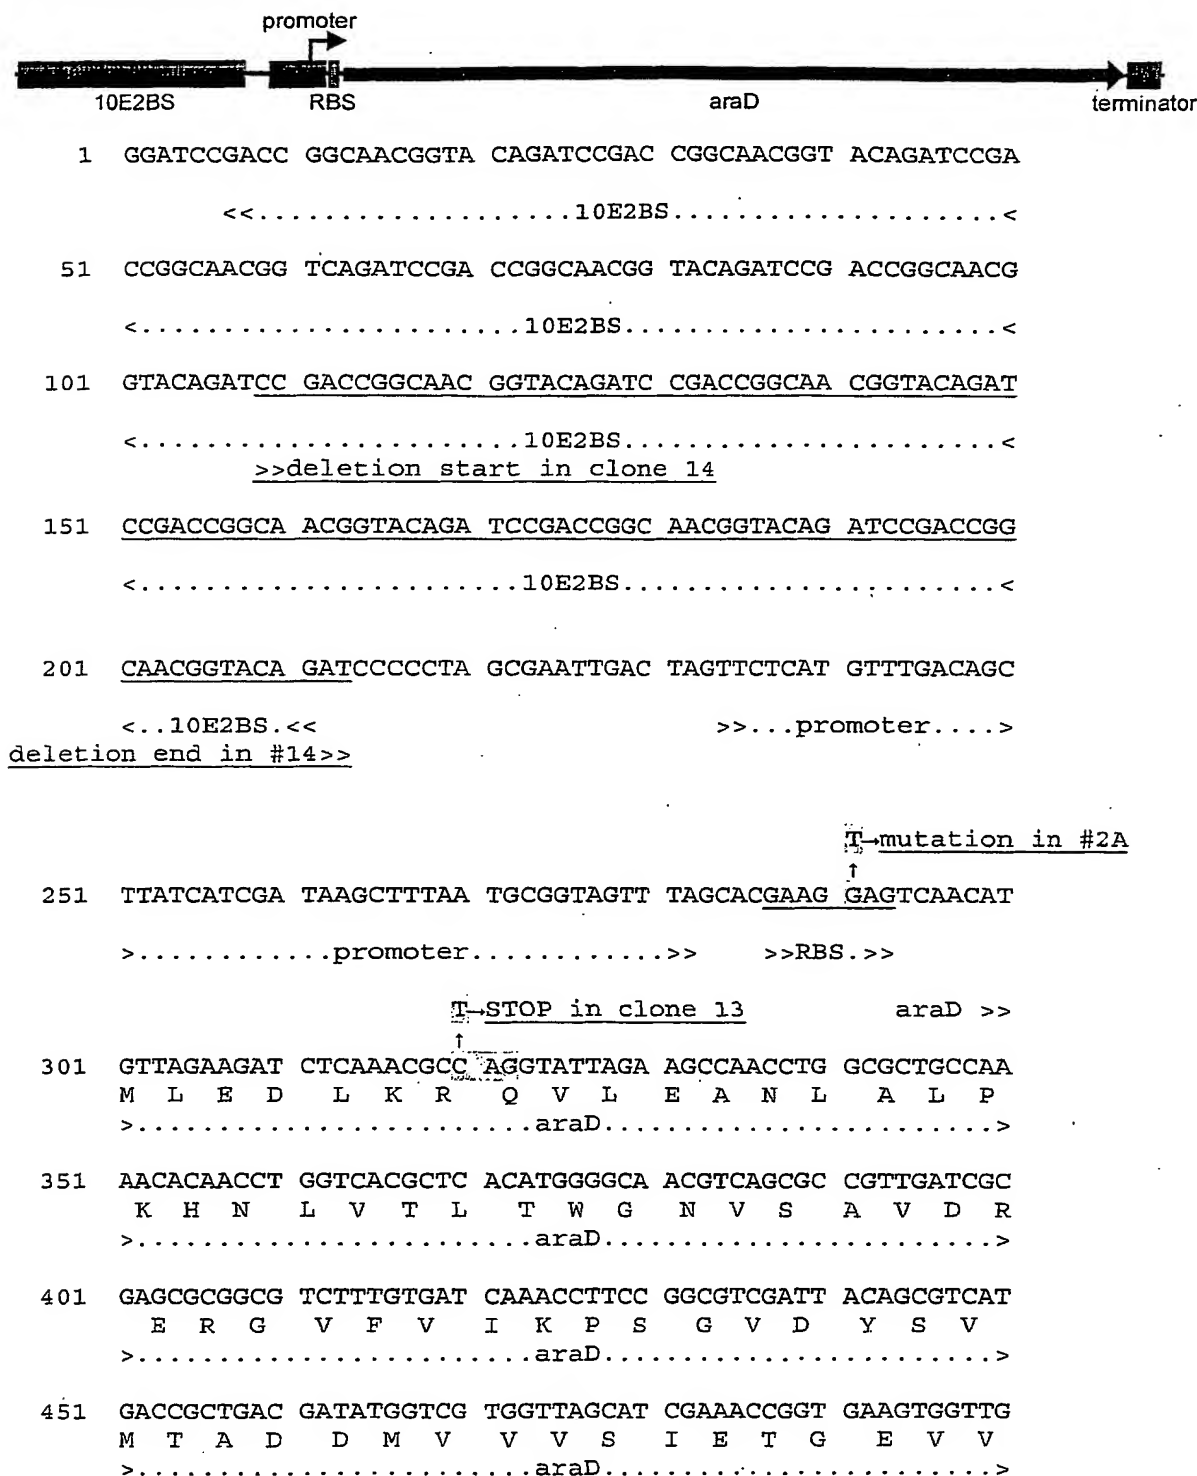 promoter
10E2BS RBS araD terminator
1 GGATCCGACC GGCAACGGTA CAGATCCGAC CGGCAACGGT ACAGATCCGA
<<...................10E2BS.....................<
51 CCGGCAACGG TCAGATCCGA CCGGCAACGG TACAGATCCG ACCGGCAACG
<.......................10E2BS.......................<
101 GTACAGATCC GACCGGCAAC GGTACAGATC CGACCGGCAA CGGTACAGAT
<.......................10E2BS.......................<
>>deletion start in clone 14
151 CCGACCGGCA ACGGTACAGA TCCGACCGGC AACGGTACAG ATCCGACCGG
<.......................10E2BS.......................<
201 CAACGGTACA GATCCCCCTA GCGAATTGAC TAGTTCTCAT GTTTGACAGC
<..10E2BS.<< >>...promoter....>
deletion end in #14>>
T→mutation in #2A
↑
251 TTATCATCGA TAAGCTTTAA TGCGGTAGTT TAGCACGAAG GAGTCAACAT
>............promoter............>> >>RBS.>>
T→STOP in clone 13 araD >>
↑
301 GTTAGAAGAT CTCAAACGCC AGGTATTAGA AGCCAACCTG GCGCTGCCAA
M L E D L K R Q V L E A N L A L P
>........................araD........................>
351 AACACAACCT GGTCACGCTC ACATGGGGCA ACGTCAGCGC CGTTGATCGC
K H N L V T L T W G N V S A V D R
>........................araD........................>
401 GAGCGCGGCG TCTTTGTGAT CAAACCTTCC GGCGTCGATT ACAGCGTCAT
E R G V F V I K P S G V D Y S V
>........................araD........................>
451 GACCGCTGAC GATATGGTCG TGGTTAGCAT CGAAACCGGT GAAGTGGTTG
M T A D D M V V V S I E T G E V V
>........................araD........................>